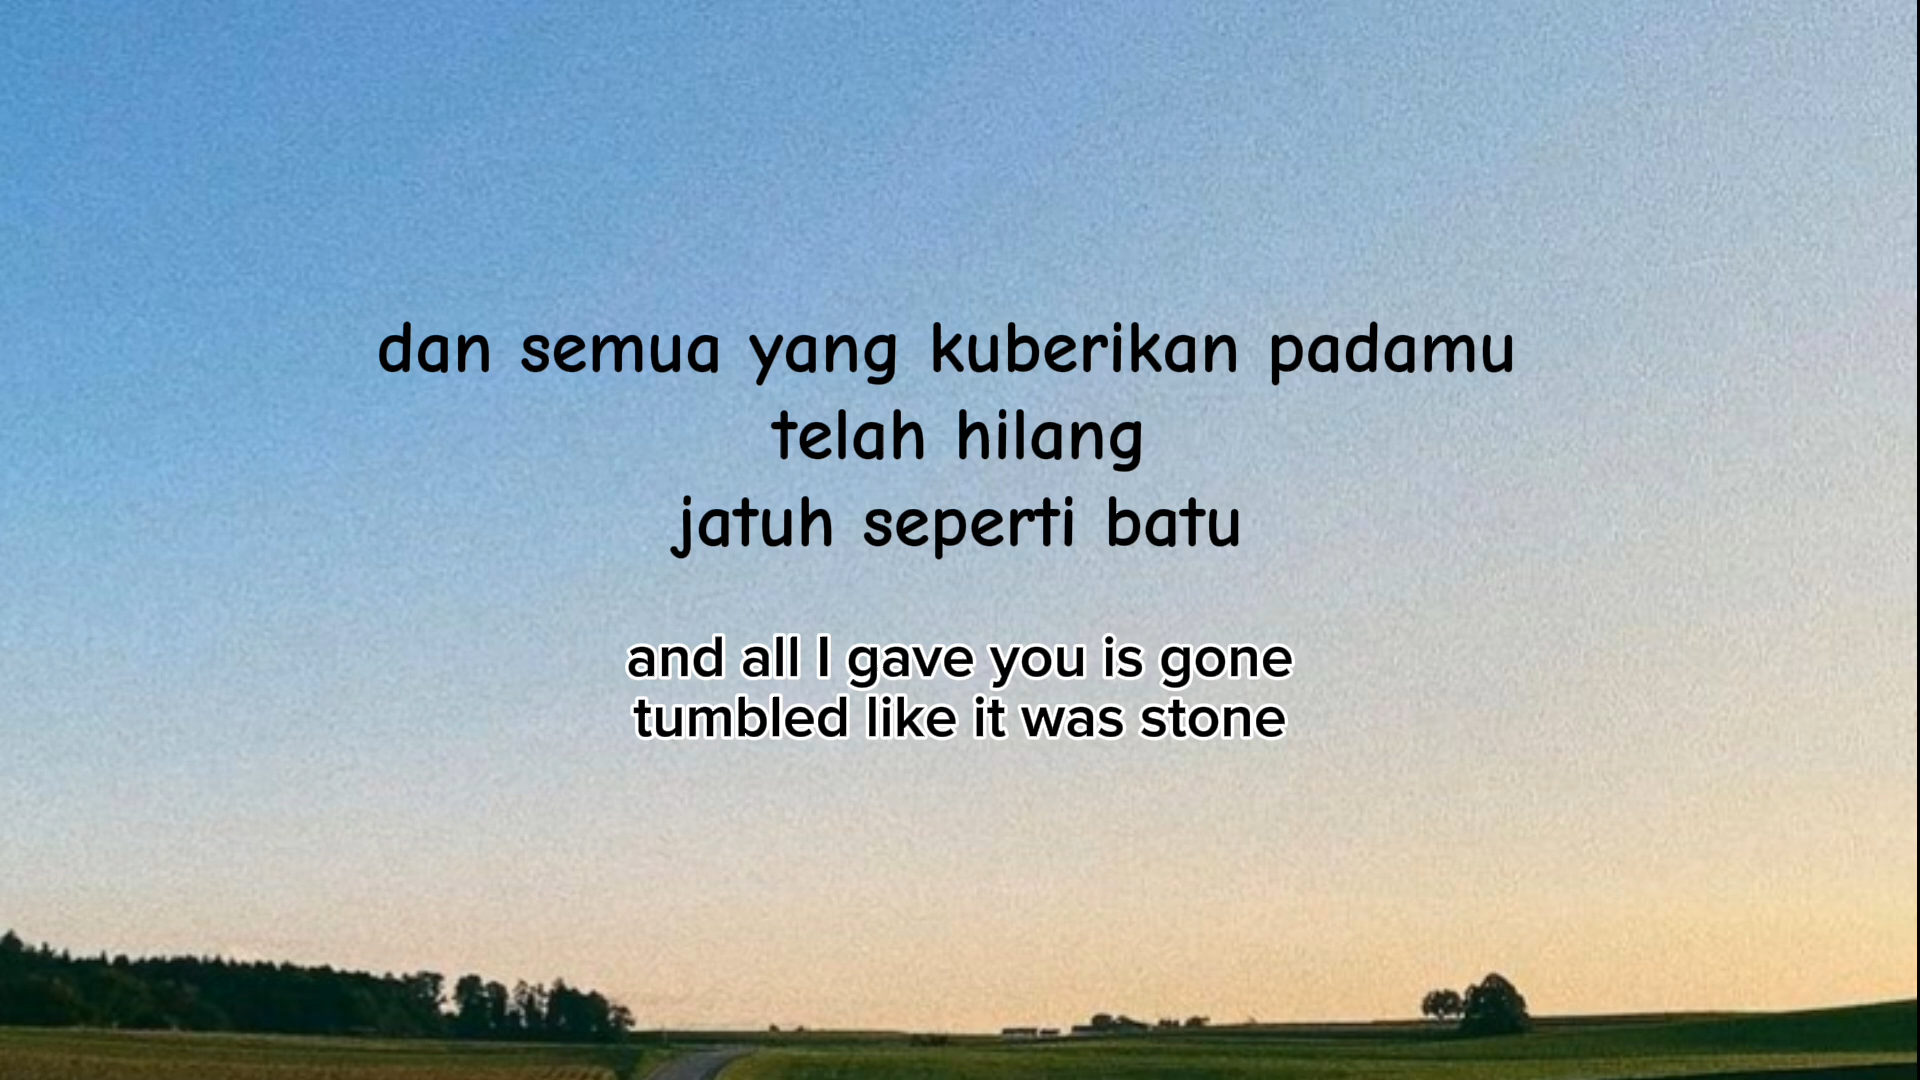 dan semua yang kuberikan padamu
telah hilang
jatuh seperti batu
and all I gave you is gone
tumbled like it was stone